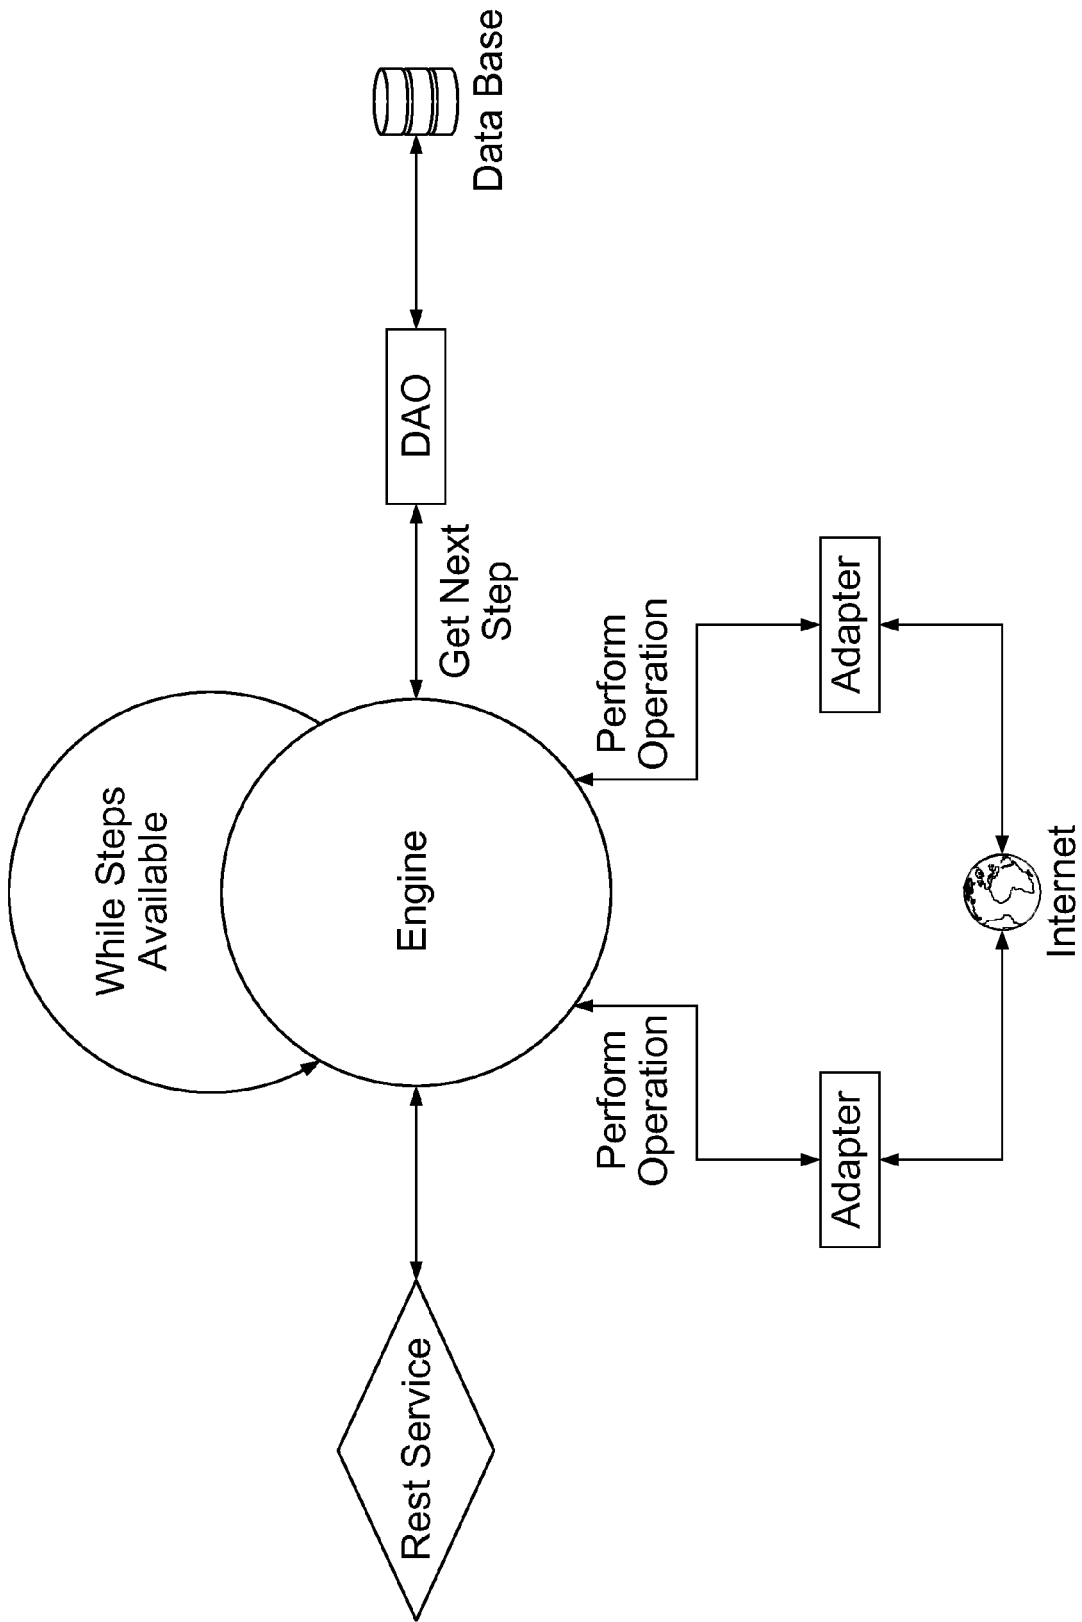 While Steps
Available
Rest Service
Engine
Get Next
Step
DAO
Data Base
Perform
Operation
Perform
Operation
Adapter
Adapter
Internet